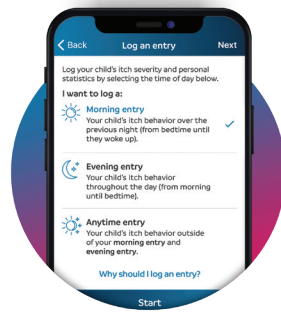 Back Log an entry Next
Log your child's itch severity and personal
statistics by selecting the time of day below.
I want to log a:
Morning entry
Your child's itch behavior over the
previous night (from bedtime until
they woke up).
Evening entry
Your child's itch behavior
throughout the day (from morning
until bedtime).
Anytime entry
Your child's itch behavior outside
of your morning entry and
evening entry.
Why should I log an entry?
Start